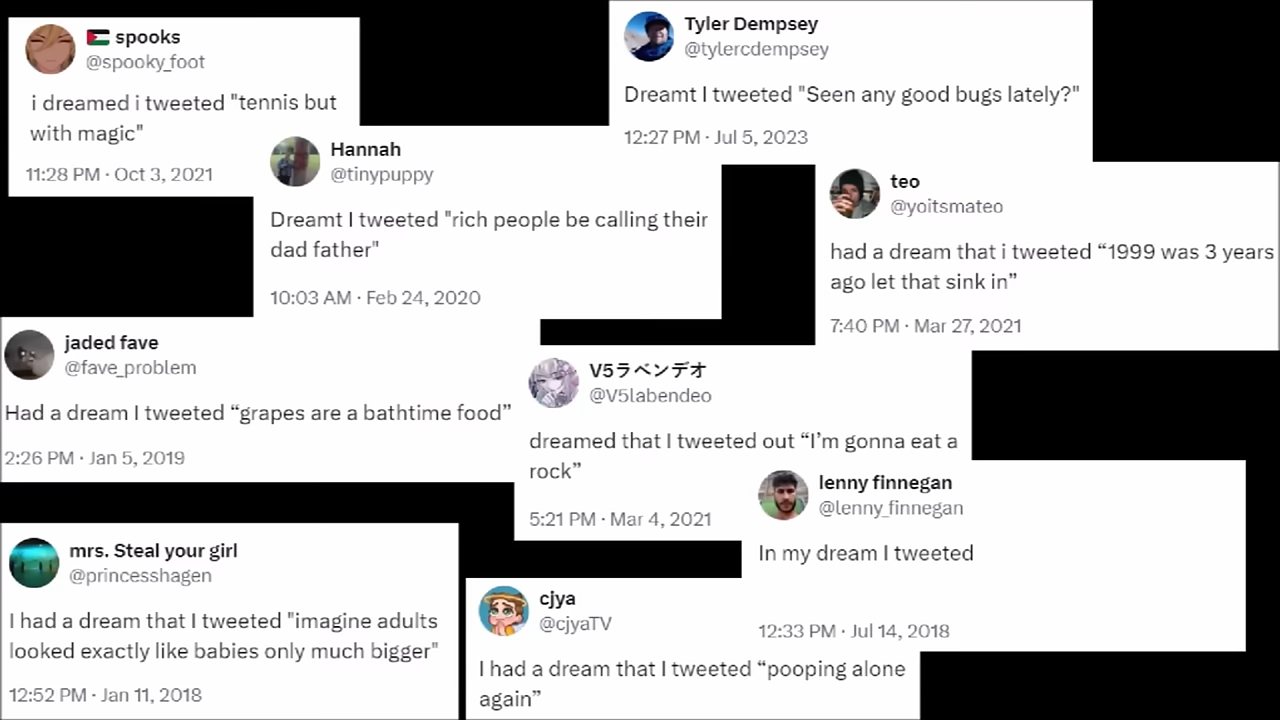 spooks
@spooky_foot
i dreamed i tweeted "tennis but
with magic"
11:28 PM · Oct 3, 2021
Tyler Dempsey
@tylercdempsey
Dreamt I tweeted "Seen any good bugs lately?"
12:27 PM · Jul 5, 2023
Hannah
@tinypuppy
Dreamt I tweeted "rich people be calling their
dad father"
10:03 AM · Feb 24, 2020
teo
@yoitsmateo
had a dream that i tweeted “1999 was 3 years
ago let that sink in”
7:40 PM · Mar 27, 2021
jaded fave
@fave_problem
Had a dream I tweeted “grapes are a bathtime food”
2:26 PM · Jan 5, 2019
V5ラベンデオ
@V5labendeo
dreamed that I tweeted out “I’m gonna eat a
rock”
5:21 PM · Mar 4, 2021
lenny finnegan
@lenny_finnegan
In my dream I tweeted
12:33 PM · Jul 14, 2018
mrs. Steal your girl
@princesshagen
I had a dream that I tweeted "imagine adults
looked exactly like babies only much bigger"
12:52 PM · Jan 11, 2018
cjya
@cjyaTV
I had a dream that I tweeted “pooping alone
again”